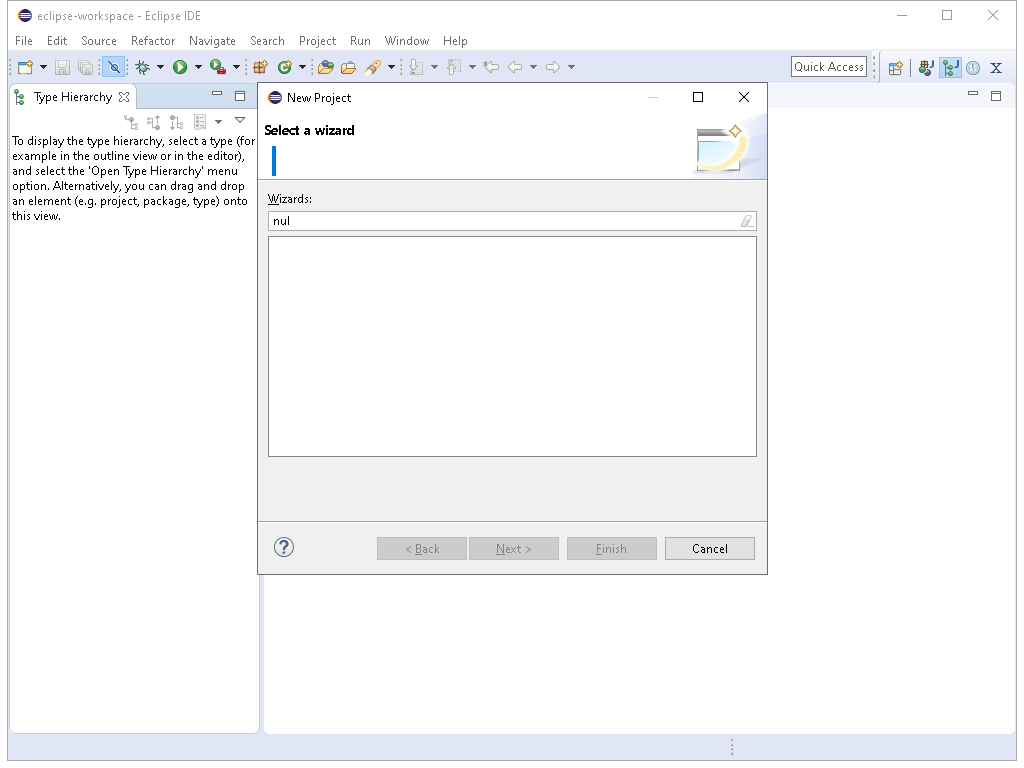 eclipse-workspace - Eclipse IDE
File Edit Source Refactor Navigate Search Project Run Window Help
Quick Access
Type Hierarchy
To display the type hierarchy, select a type (for
example in the outline view or in the editor),
and select the 'Open Type Hierarchy' menu
option. Alternatively, you can drag and drop
an element (e.g. project, package, type) onto
this view.
New Project
Select a wizard
Wizards:
nul
< Back Next > Finish Cancel